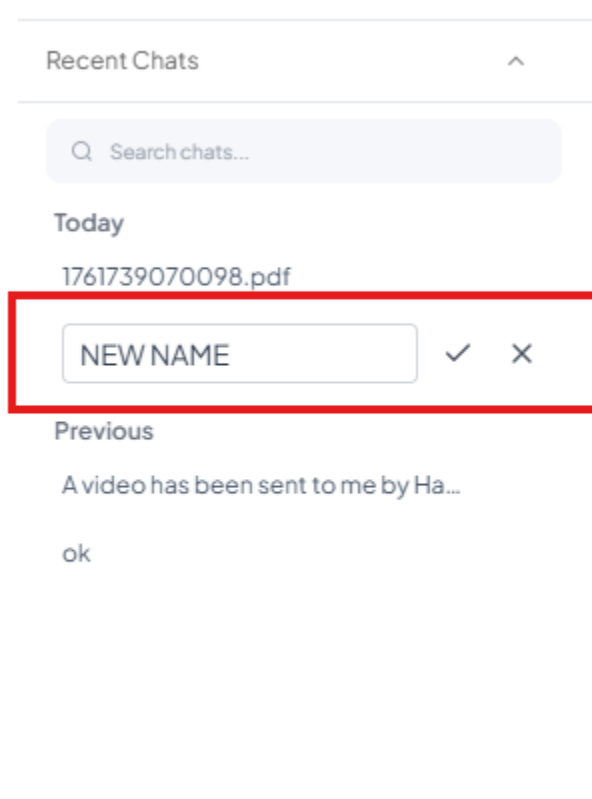 Recent Chats
Search chats...
Today
1761739070098.pdf
NEW NAME
Previous
A video has been sent to me by Ha...
ok